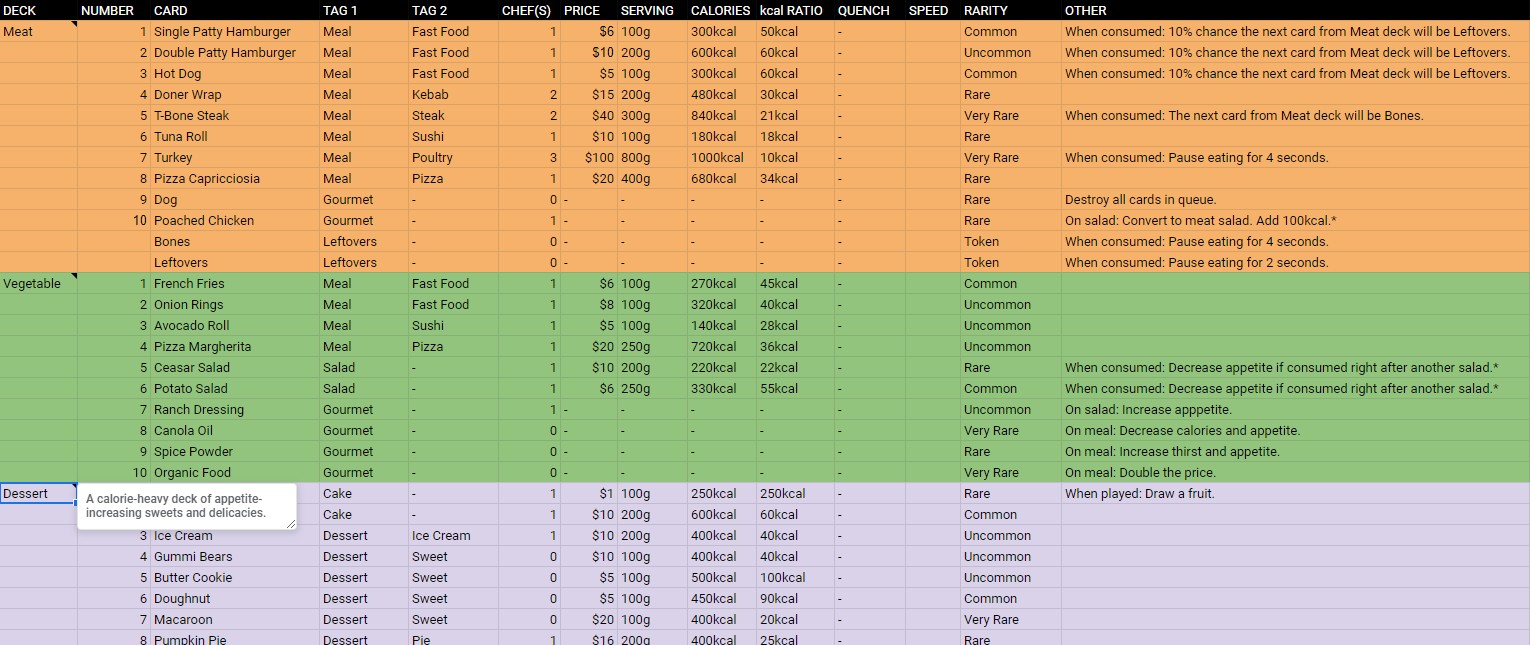 DECK NUMBER CARD TAG 1 TAG 2 CHEF(S) PRICE SERVING CALORIES kcal RATIO QUENCH SPEED RARITY OTHER
Meat 1 Single Patty Hamburger Meal Fast Food 1 $6 100g 300kcal 50kcal - Common When consumed: 10% chance the next card from Meat deck will be Leftovers.
2 Double Patty Hamburger Meal Fast Food 1 $10 200g 600kcal 60kcal - Uncommon When consumed: 10% chance the next card from Meat deck will be Leftovers.
3 Hot Dog Meal Fast Food 1 $5 100g 300kcal 60kcal - Common When consumed: 10% chance the next card from Meat deck will be Leftovers.
4 Doner Wrap Meal Kebab 2 $15 200g 480kcal 30kcal - Rare
5 T-Bone Steak Meal Steak 2 $40 300g 840kcal 21kcal - Very Rare When consumed: The next card from Meat deck will be Bones.
6 Tuna Roll Meal Sushi 1 $10 100g 180kcal 18kcal - Rare
7 Turkey Meal Poultry 3 $100 800g 1000kcal 10kcal - Very Rare When consumed: Pause eating for 4 seconds.
8 Pizza Capricciosia Meal Pizza 1 $20 400g 680kcal 34kcal - Rare
9 Dog Gourmet - 0 - - - - - Rare Destroy all cards in queue.
10 Poached Chicken Gourmet - 1 - - - - - Rare On salad: Convert to meat salad. Add 100kcal.*
Bones Leftovers - 0 - - - - - Token When consumed: Pause eating for 4 seconds.
Leftovers Leftovers - 0 - - - - - Token When consumed: Pause eating for 2 seconds.
Vegetable 1 French Fries Meal Fast Food 1 $6 100g 270kcal 45kcal - Common
2 Onion Rings Meal Fast Food 1 $8 100g 320kcal 40kcal - Uncommon
3 Avocado Roll Meal Sushi 1 $5 100g 140kcal 28kcal - Uncommon
4 Pizza Margherita Meal Pizza 1 $20 250g 720kcal 36kcal - Uncommon
5 Ceasar Salad Salad - 1 $10 200g 220kcal 22kcal - Rare When consumed: Decrease appetite if consumed right after another salad.*
6 Potato Salad Salad - 1 $6 250g 330kcal 55kcal - Common When consumed: Decrease appetite if consumed right after another salad.*
7 Ranch Dressing Gourmet - 1 - - - - - Uncommon On salad: Increase apppetite.
8 Canola Oil Gourmet - 0 - - - - - Very Rare On meal: Decrease calories and appetite.
9 Spice Powder Gourmet - 0 - - - - - Rare On meal: Increase thirst and appetite.
10 Organic Food Gourmet - 0 - - - - - Very Rare On meal: Double the price.
Dessert Cake - 1 $1 100g 250kcal 250kcal - Rare When played: Draw a fruit.
A calorie-heavy deck of appetite-
increasing sweets and delicacies.
Cake - 1 $10 200g 600kcal 60kcal - Common
3 Ice Cream Dessert Ice Cream 1 $10 200g 400kcal 40kcal - Uncommon
4 Gummi Bears Dessert Sweet 0 $10 100g 400kcal 40kcal - Uncommon
5 Butter Cookie Dessert Sweet 0 $5 100g 500kcal 100kcal - Uncommon
6 Doughnut Dessert Sweet 0 $5 100g 450kcal 90kcal - Common
7 Macaroon Dessert Sweet 0 $20 100g 400kcal 20kcal - Very Rare
8 Pumpkin Pie Dessert Pie 1 $16 200g 400kcal 25kcal - Rare